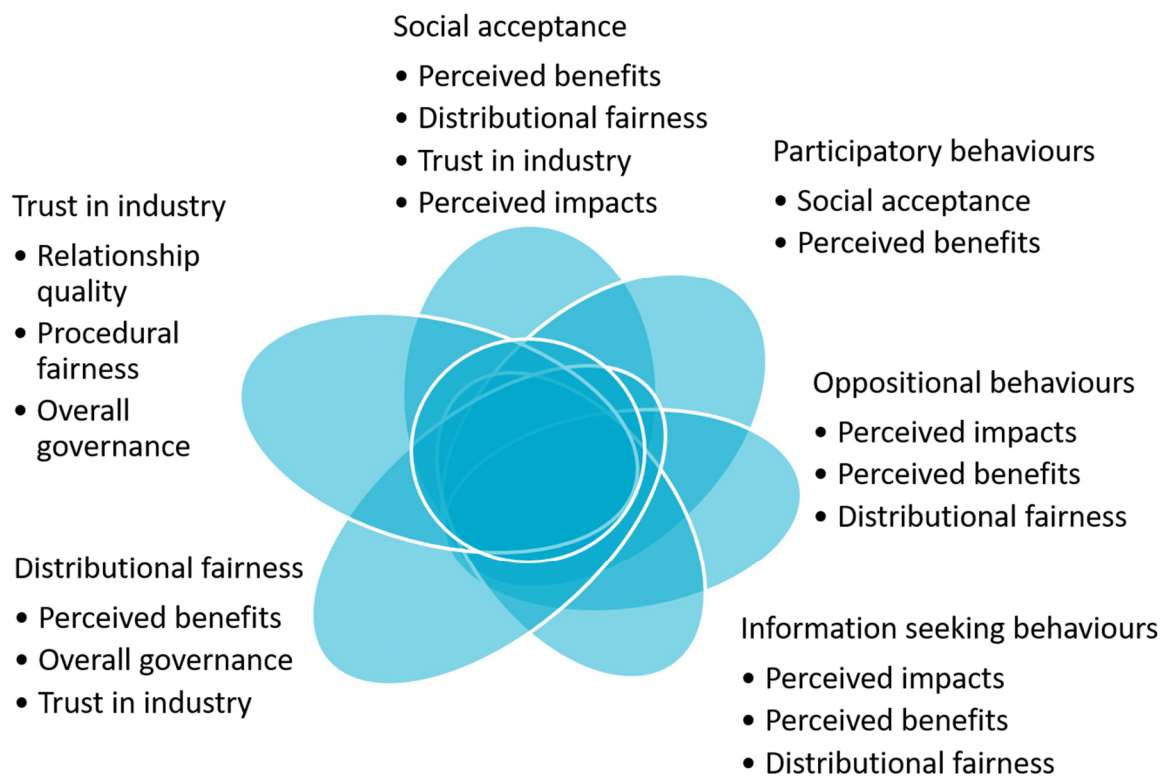 Social acceptance
• Perceived benefits
• Distributional fairness
• Trust in industry
• Perceived impacts
Participatory behaviours
• Social acceptance
• Perceived benefits
Oppositional behaviours
• Perceived impacts
• Perceived benefits
• Distributional fairness
Information seeking behaviours
• Perceived impacts
• Perceived benefits
• Distributional fairness
Distributional fairness
• Perceived benefits
• Overall governance
• Trust in industry
Trust in industry
• Relationship
quality
• Procedural
fairness
• Overall
governance